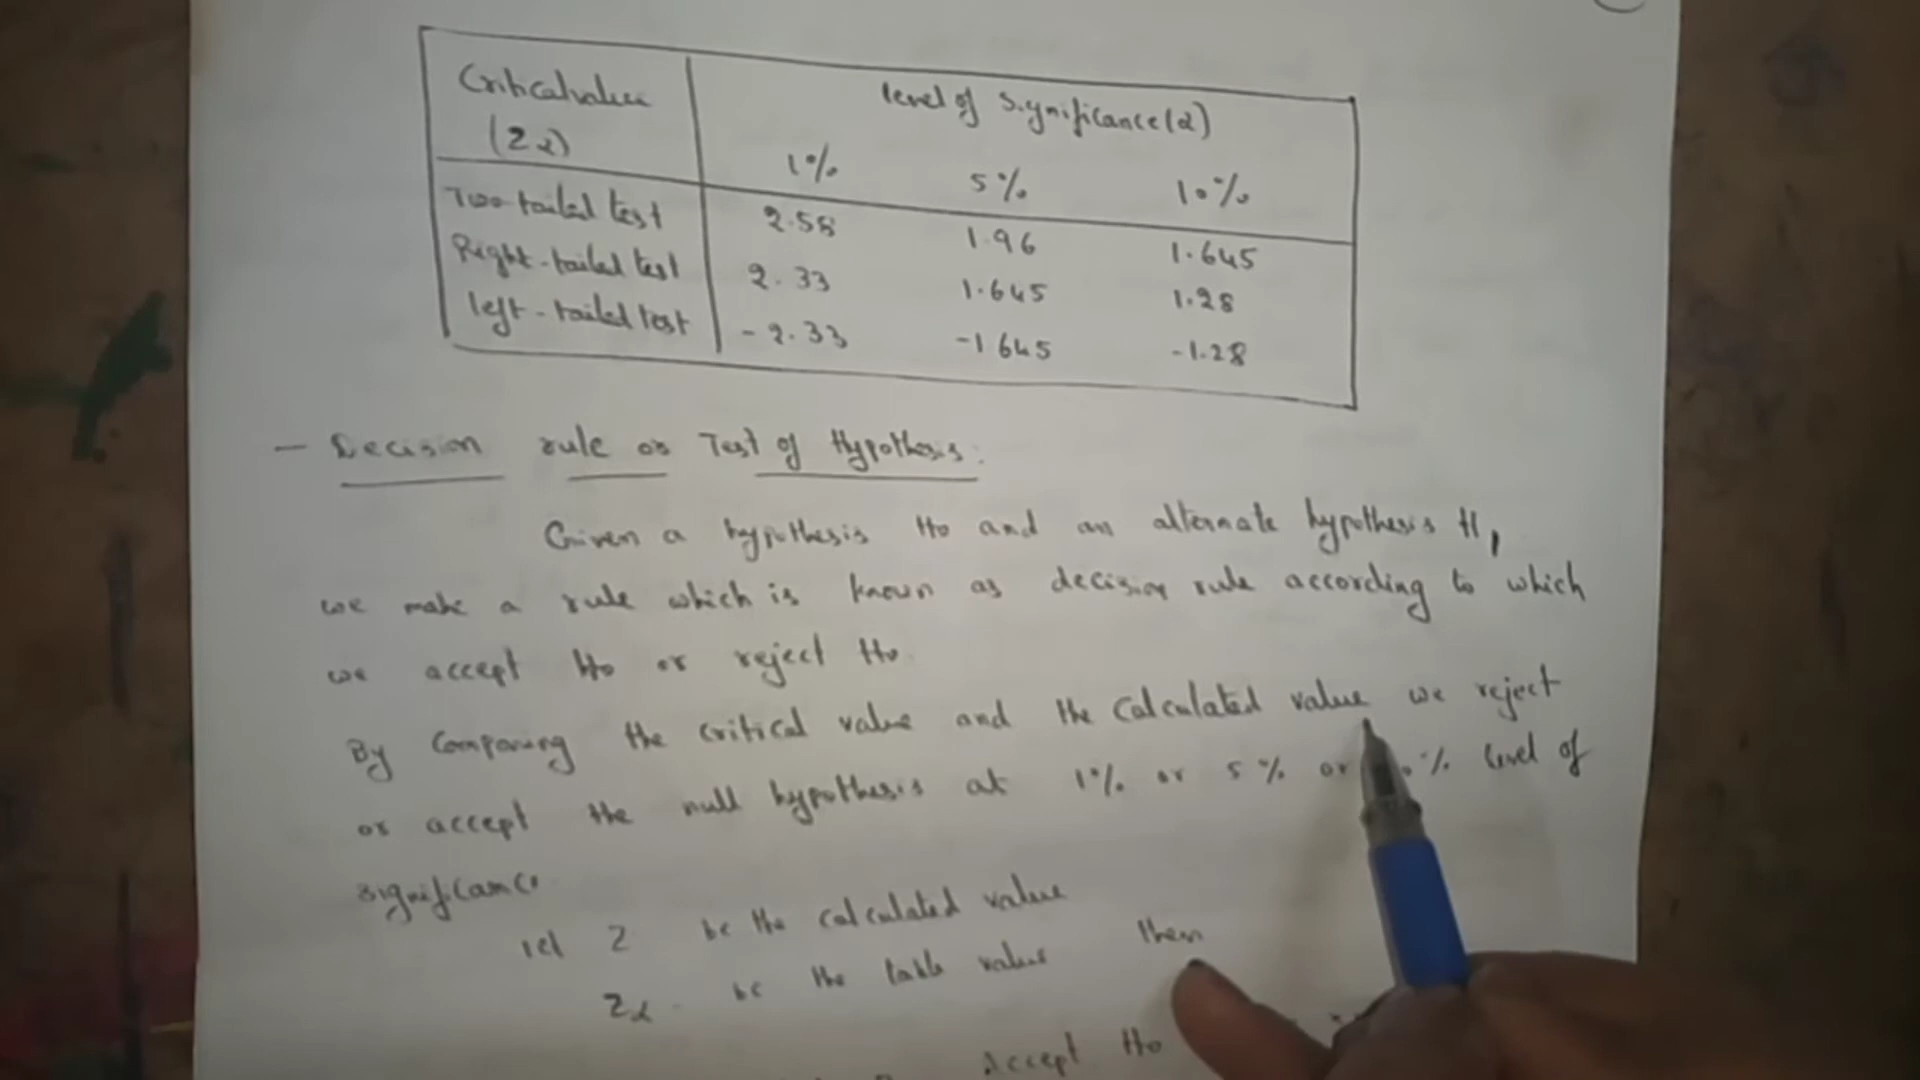 Critical value level of Significance (α)
(Zα) 1% 5% 10%
Two tailed test 2.58 1.96 1.645
Right-tailed test 2.33 1.645 1.28
left-tailed test -2.33 -1 645 -1.28
- Decision rule or Test of Hypothesis:
Given a hypothesis H0 and an alternate hypothesis H1
we make a rule which is known as decision rule according to which
we accept H0 or reject H0
By comparing the critical value and the Calculated value we reject
or accept the null hypothesis at 1% or 5% or % level of
significance
let Z be the calculated value
Zα be the table value then
Accept H0